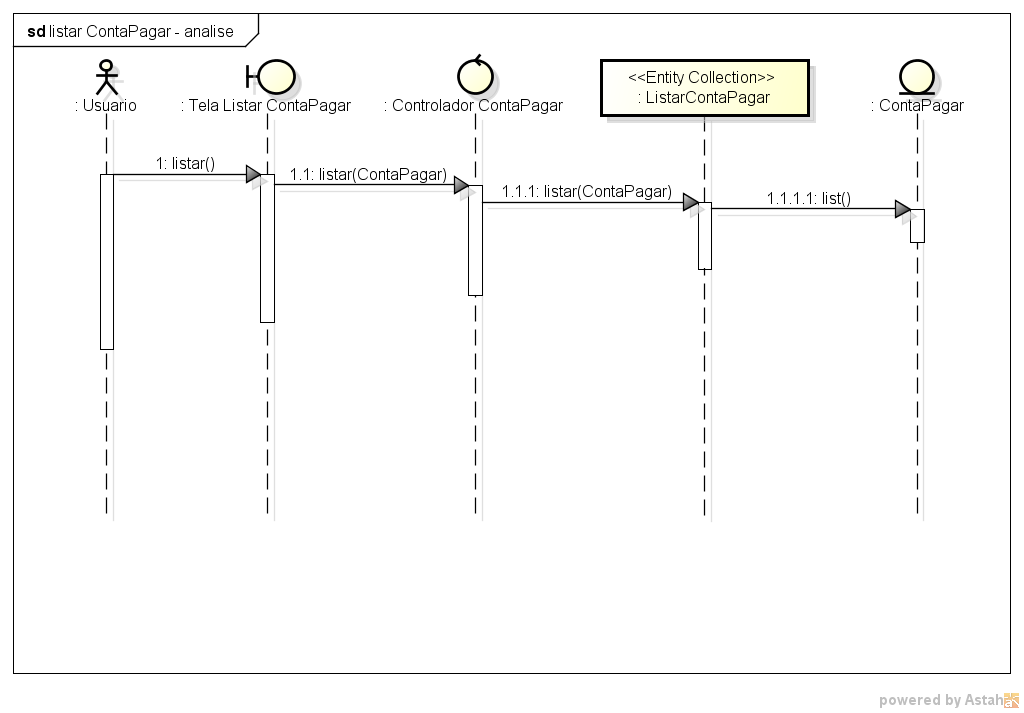 sd listar ContaPagar - analise
: Usuario
: Tela Listar ContaPagar
: Controlador ContaPagar
<<Entity Collection>>
: ListarContaPagar
: ContaPagar
1: listar()
1.1: listar(ContaPagar)
1.1.1: listar(ContaPagar)
1.1.1.1: list()
powered by Astah